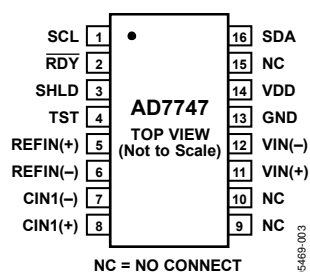 SCL 1
RDY 2
SHLD 3
TST 4
REFIN(+) 5
REFIN(–) 6
CIN1(–) 7
CIN1(+) 8
AD7747
TOP VIEW
(Not to Scale)
16 SDA
15 NC
14 VDD
13 GND
12 VIN(–)
11 VIN(+)
10 NC
9 NC
NC = NO CONNECT